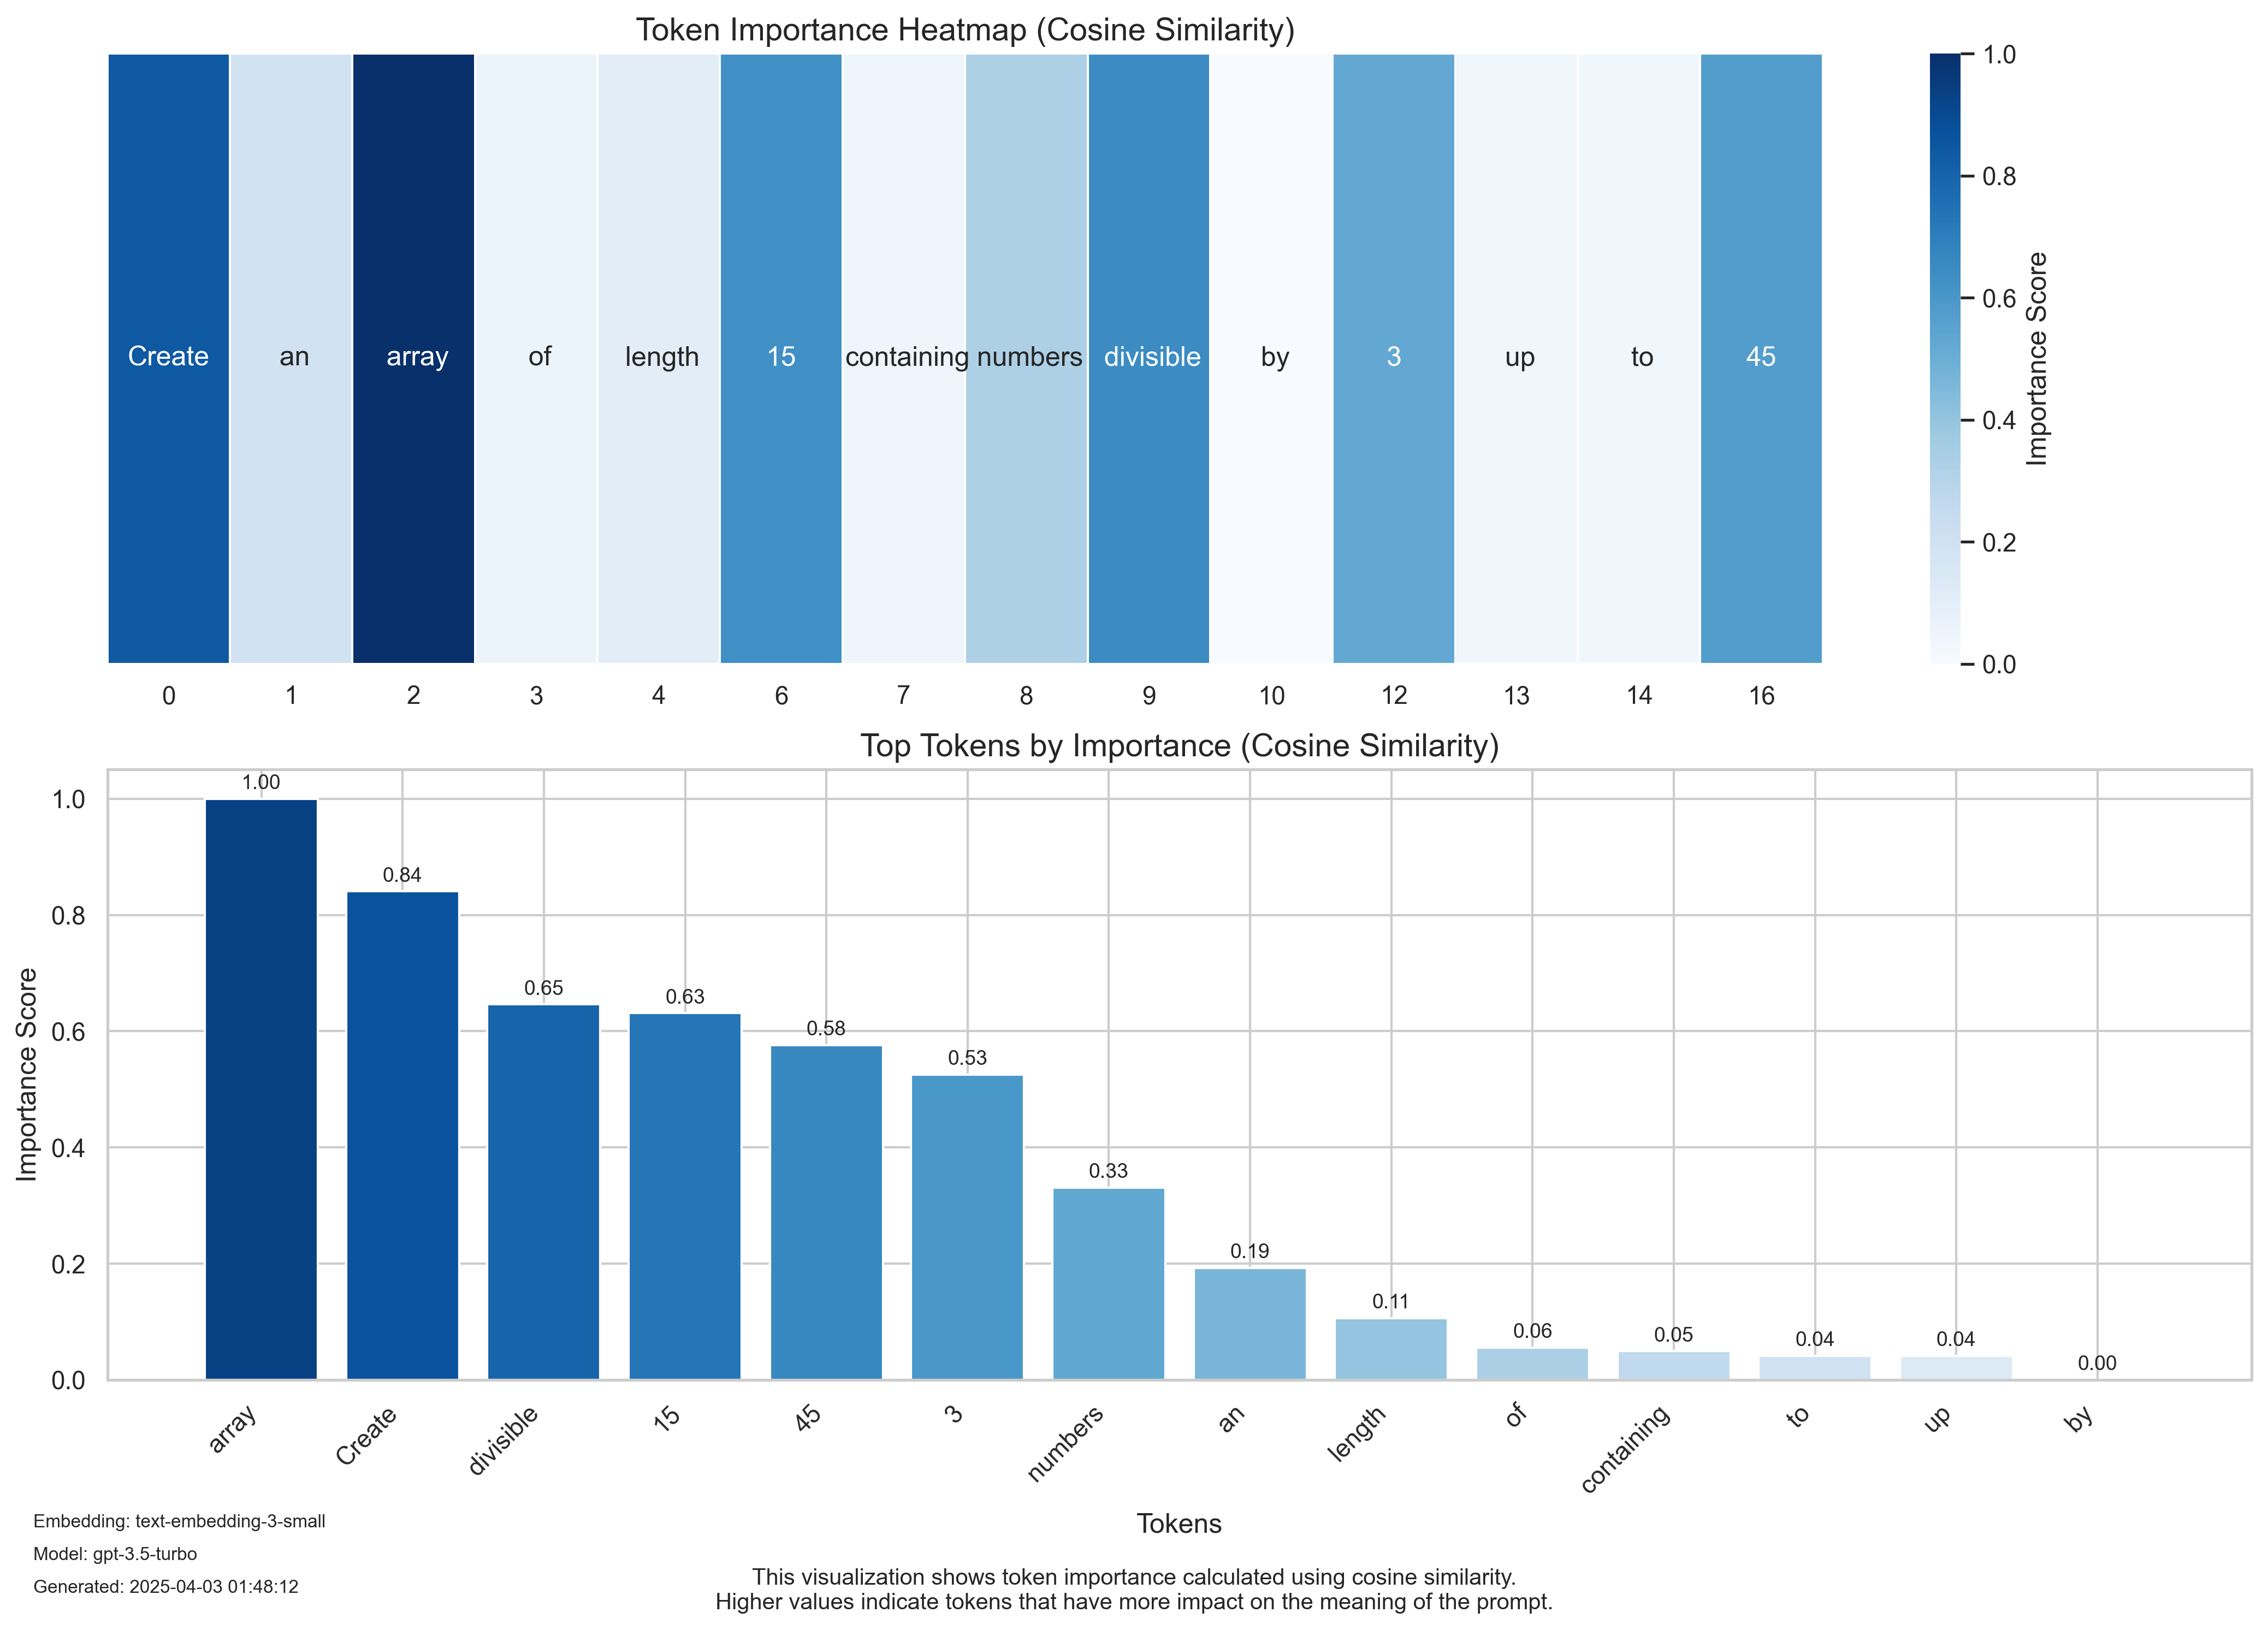 Token Importance Heatmap (Cosine Similarity)
Create an array of length 15 containing numbers divisible by 3 up to 45
0 1 2 3 4 6 7 8 9 10 12 13 14 16
1.0
0.8
0.6
0.4
0.2
0.0
Importance Score
Top Tokens by Importance (Cosine Similarity)
Importance Score
1.0
0.8
0.6
0.4
0.2
0.0
1.00 0.84 0.65 0.63 0.58 0.53 0.33 0.19 0.11 0.06 0.05 0.04 0.04 0.00
array Create divisible 15 45 3 numbers an length of containing to up by
Tokens
Embedding: text-embedding-3-small
Model: gpt-3.5-turbo
Generated: 2025-04-03 01:48:12
This visualization shows token importance calculated using cosine similarity.
Higher values indicate tokens that have more impact on the meaning of the prompt.